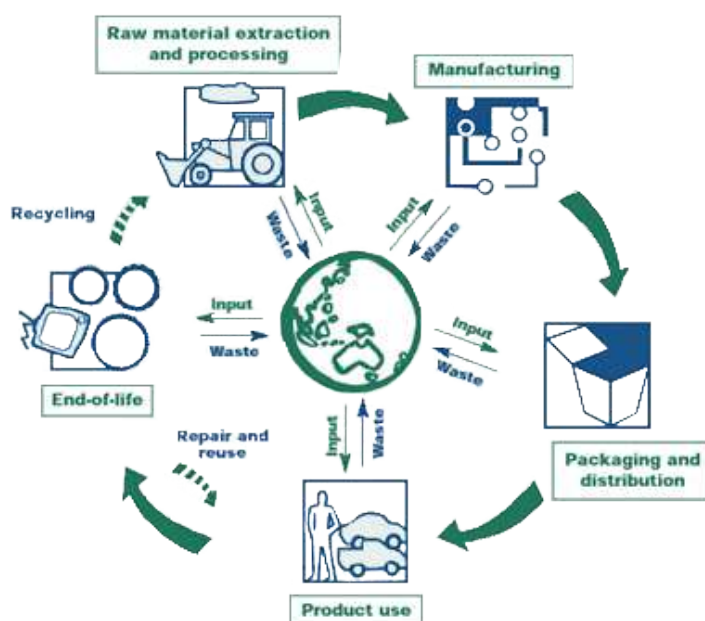 Raw material extraction
and processing
Manufacturing
Recycling
Input
Waste
Input
Waste
Input
Waste
Input
Waste
End-of-life
Repair and
reuse
Input
Waste
Packaging and
distribution
Product use